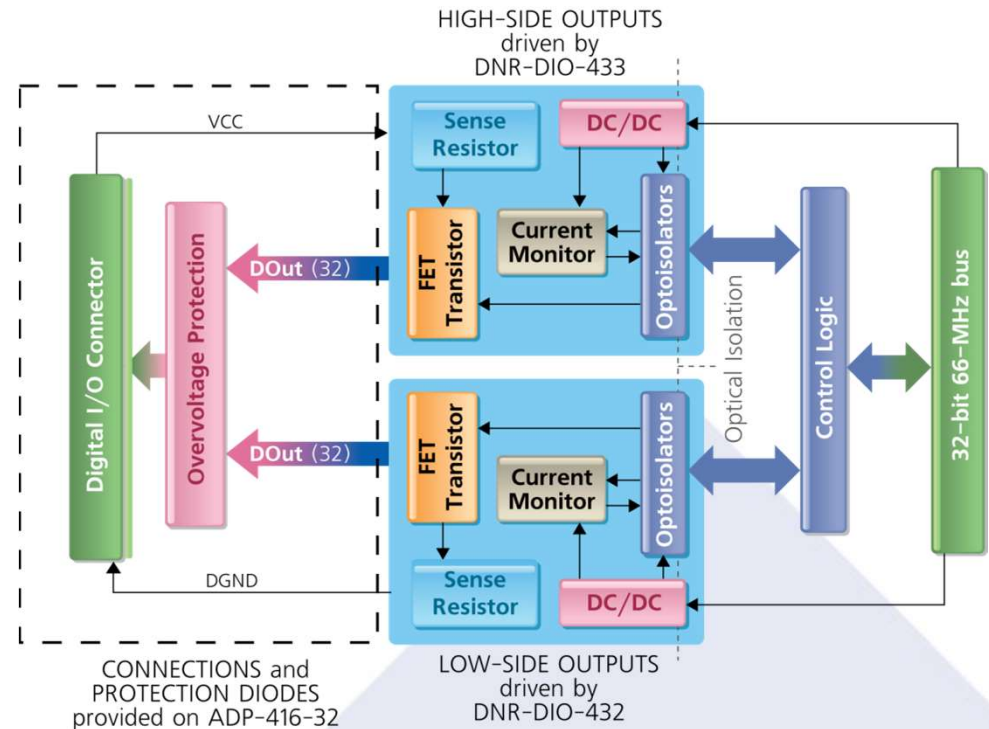 HIGH-SIDE OUTPUTS
driven by
DNR-DIO-433
VCC
Sense
Resistor
DC/DC
Digital I/O Connector
Overvoltage Protection
DOut (32)
FET
Transistor
Current
Monitor
Optoisolators
Optical Isolation
Control Logic
32-bit 66-MHz bus
DOut (32)
FET
Transistor
Current
Monitor
Optoisolators
DGND
Sense
Resistor
DC/DC
CONNECTIONS and
PROTECTION DIODES
provided on ADP-416-32
LOW-SIDE OUTPUTS
driven by
DNR-DIO-432